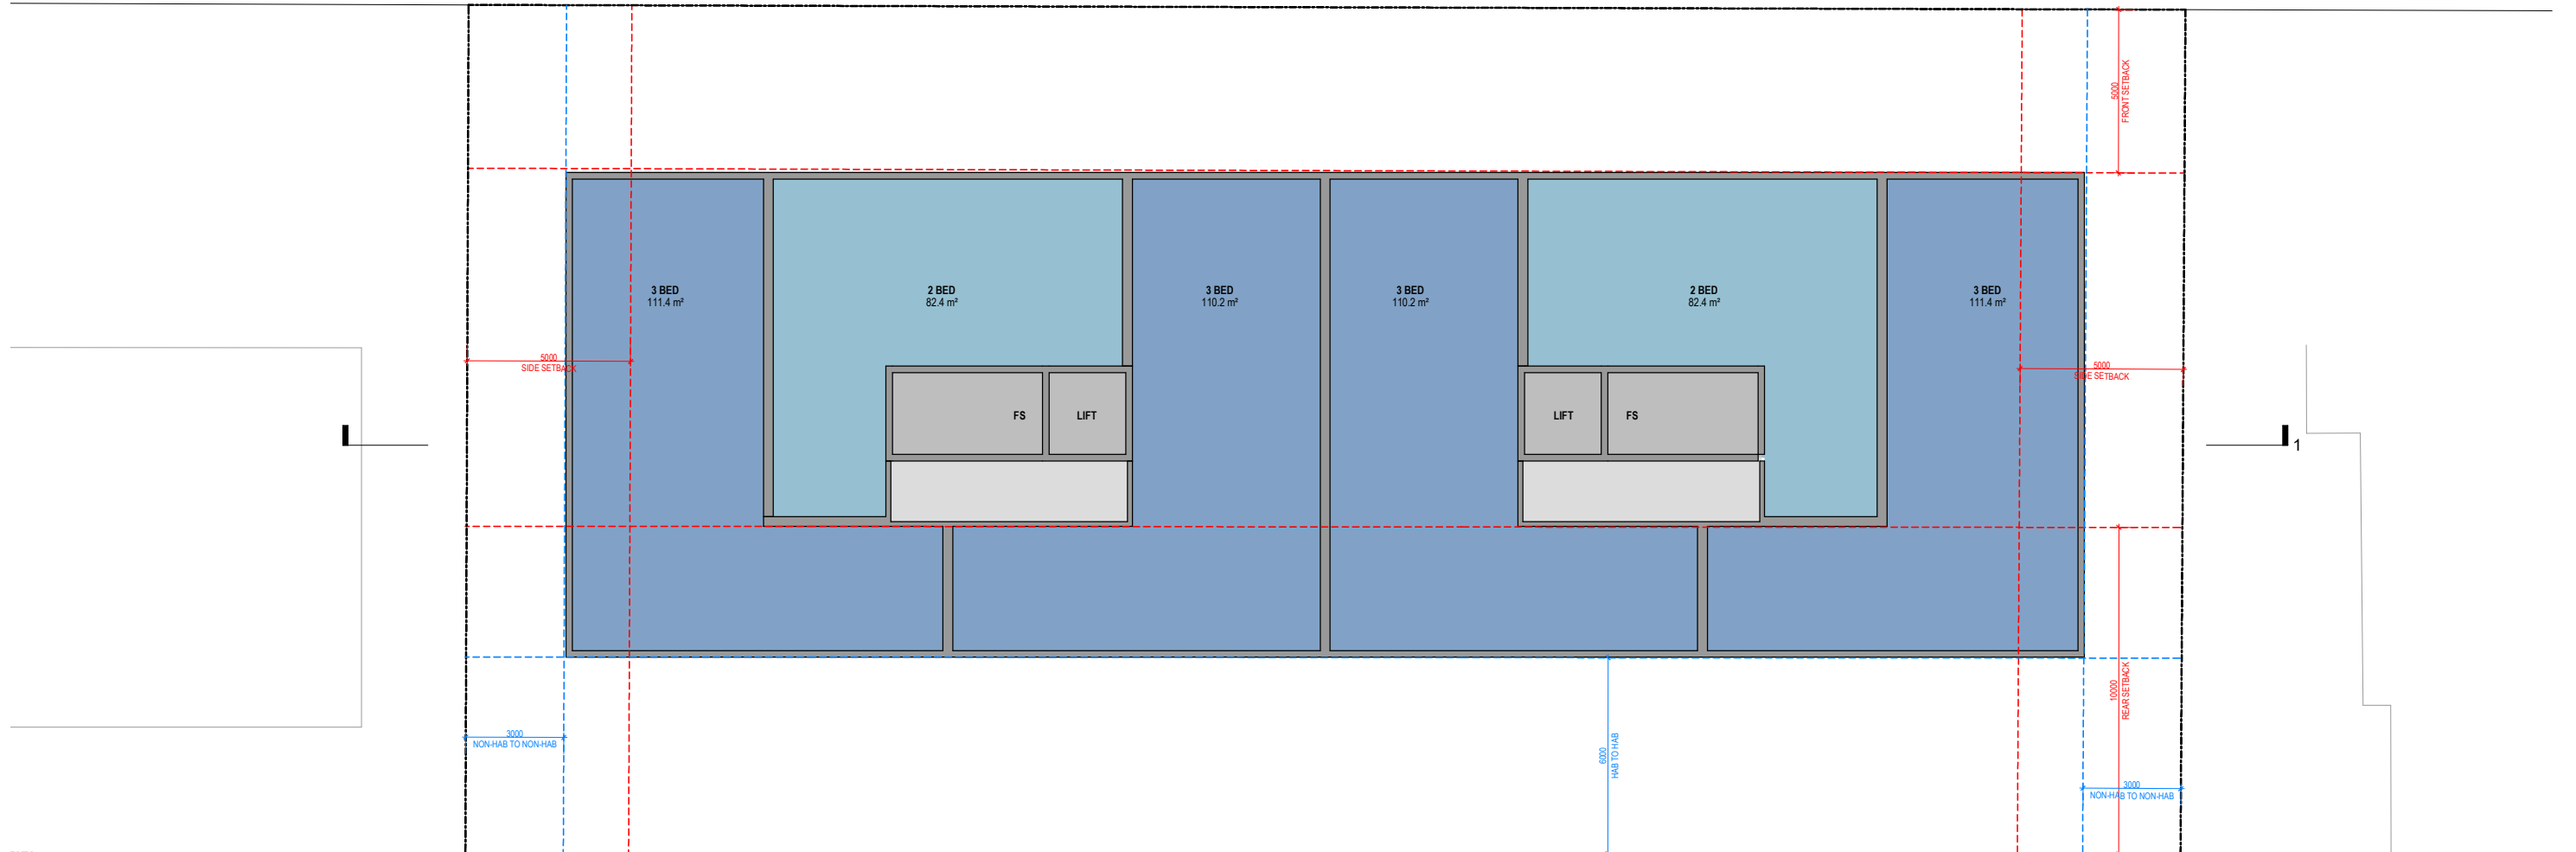 5000
FRONT SETBACK
3 BED
111.4 m²
2 BED
82.4 m²
3 BED
110.2 m²
3 BED
110.2 m²
2 BED
82.4 m²
3 BED
111.4 m²
5000
SIDE SETBACK
5000
SIDE SETBACK
FS
LIFT
LIFT
FS
1
10000
REAR SETBACK
3000
NON-HAB TO NON-HAB
6000
HAB TO HAB
3000
NON-HAB TO NON-HAB